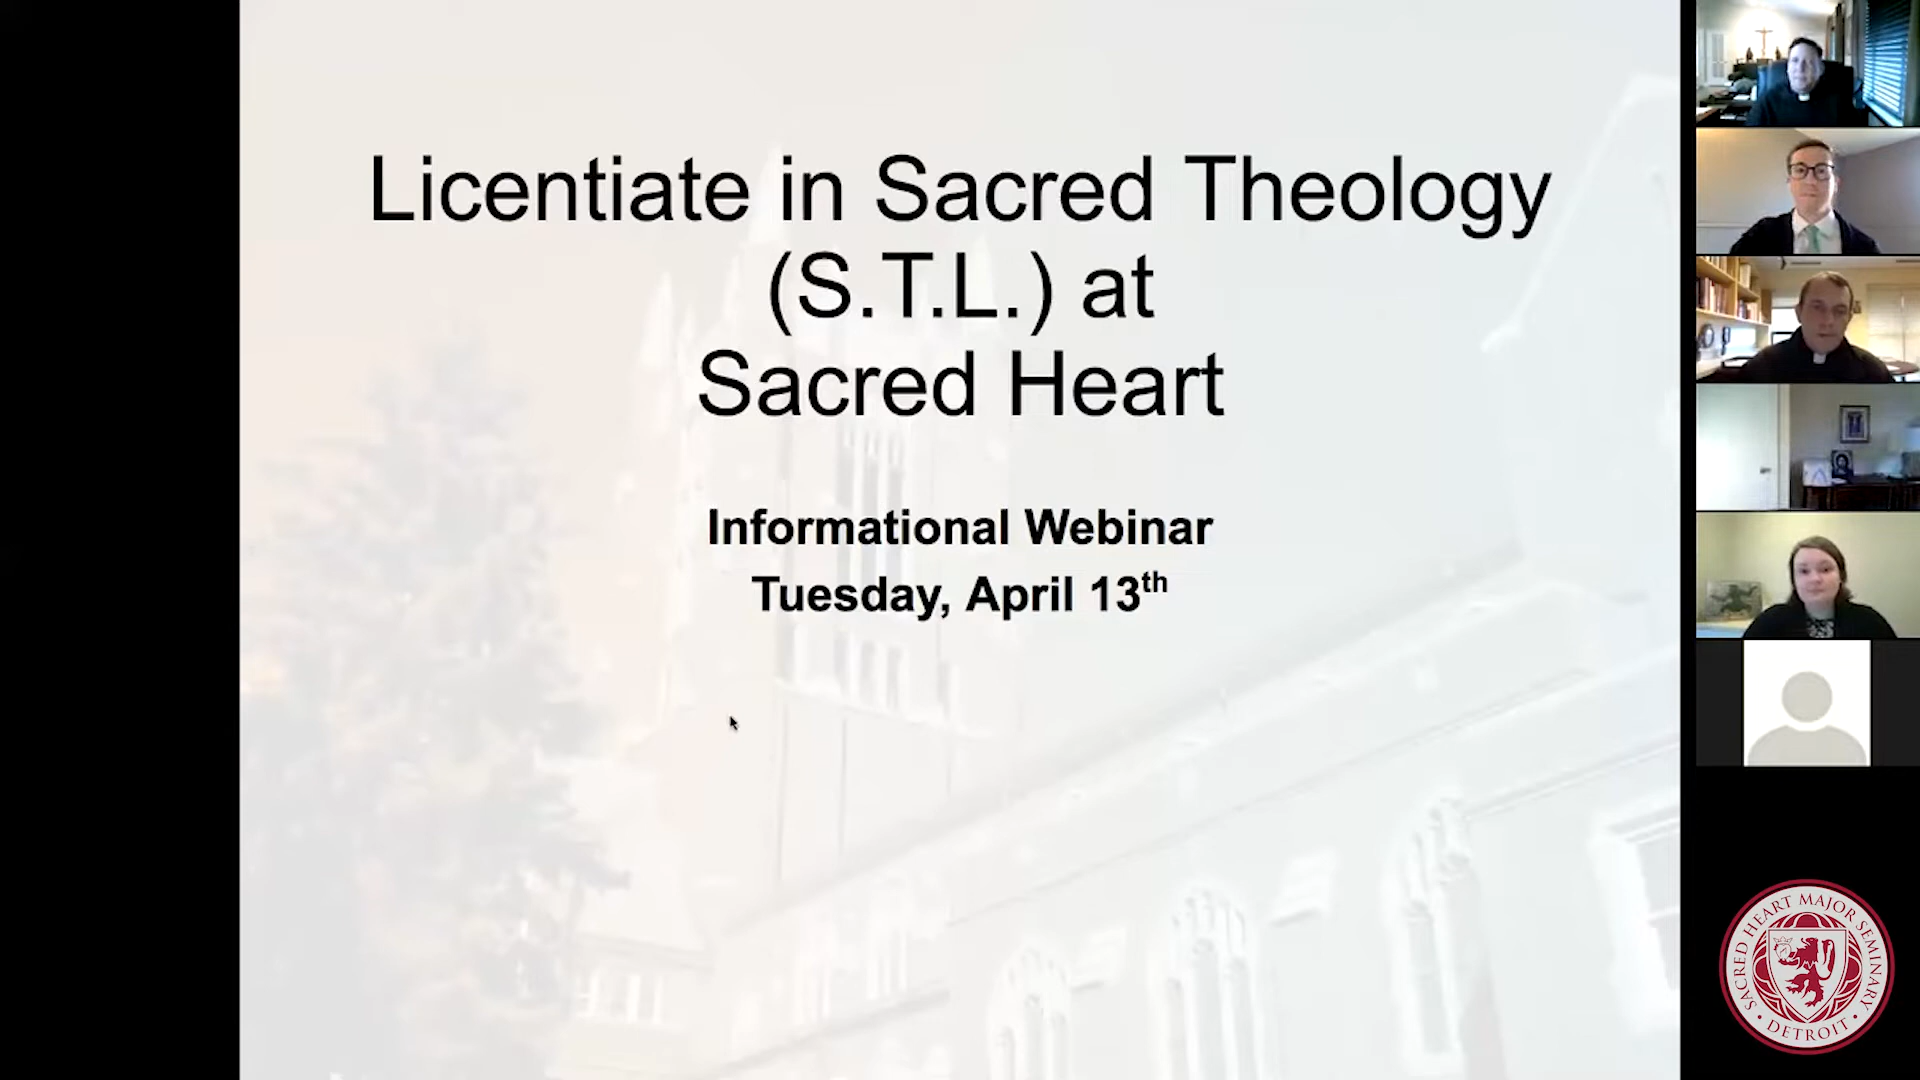 Licentiate in Sacred Theology
(S.T.L.) at
Sacred Heart
Informational Webinar
Tuesday, April 13th
SACRED HEART MAJOR SEMINARY
• DETROIT •